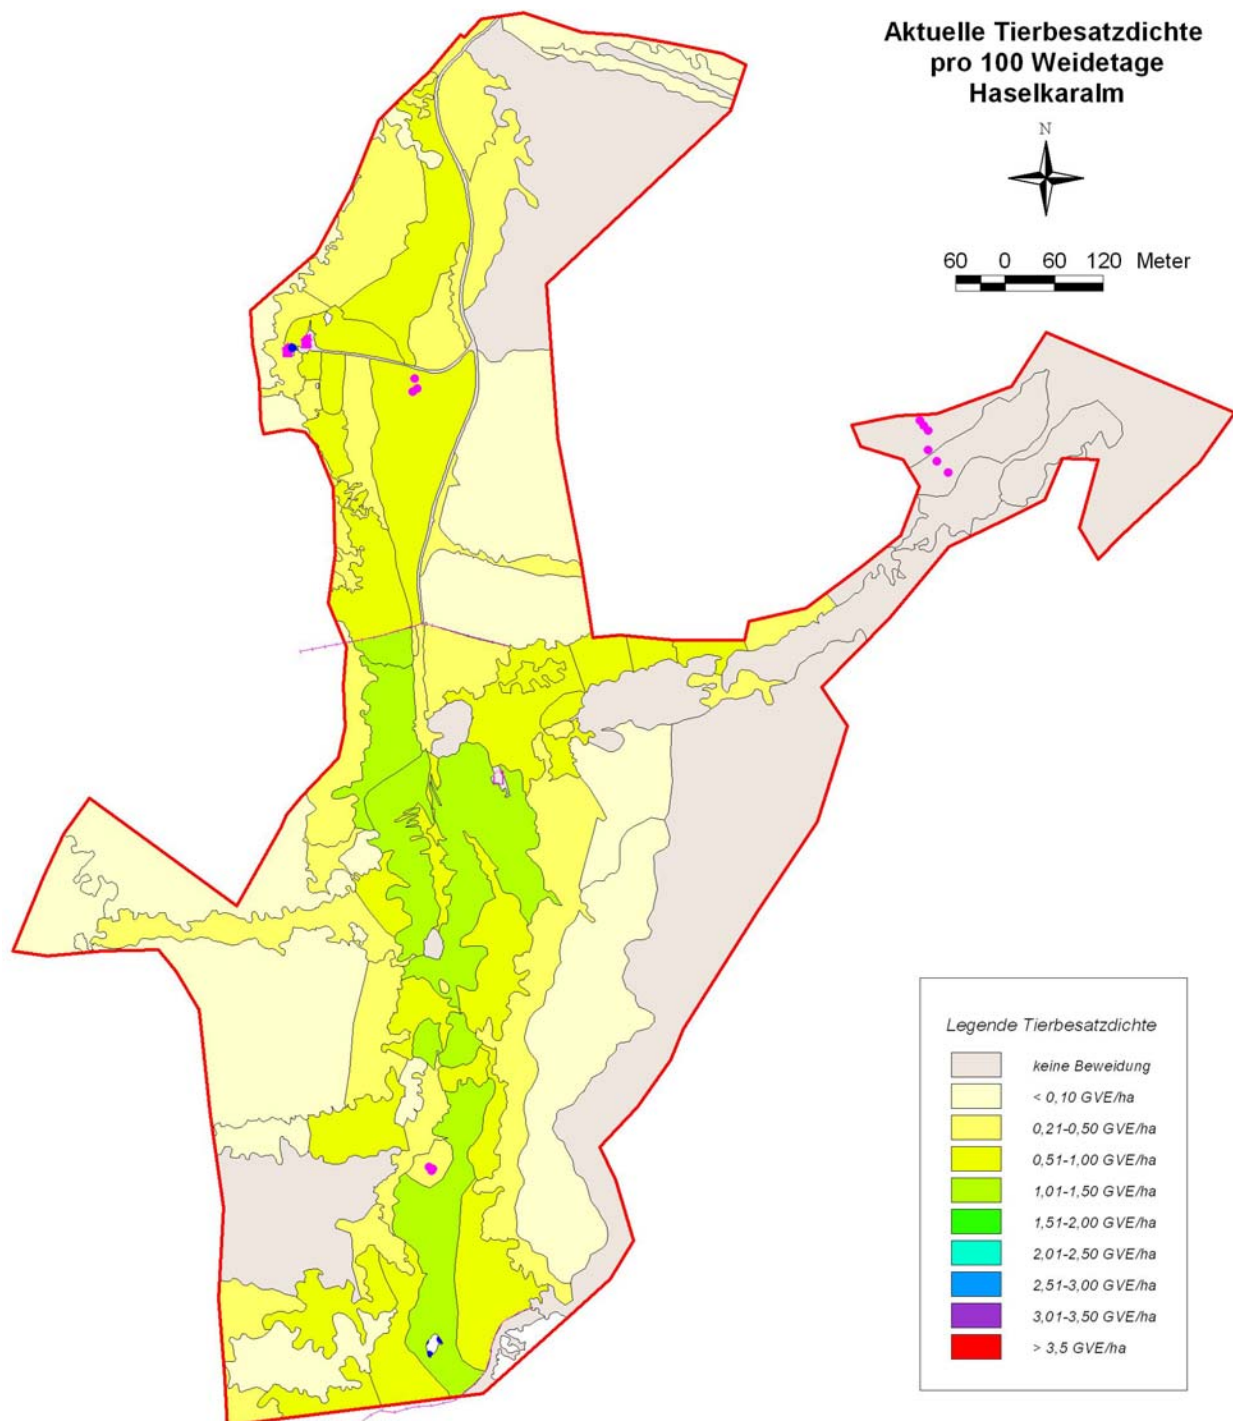 Aktuelle Tierbesatzdichte
pro 100 Weidetage
Haselkaralm
N
60 0 60 120 Meter
Legende Tierbesatzdichte
keine Beweidung
< 0,10 GVE/ha
0,21-0,50 GVE/ha
0,51-1,00 GVE/ha
1,01-1,50 GVE/ha
1,51-2,00 GVE/ha
2,01-2,50 GVE/ha
2,51-3,00 GVE/ha
3,01-3,50 GVE/ha
> 3,5 GVE/ha